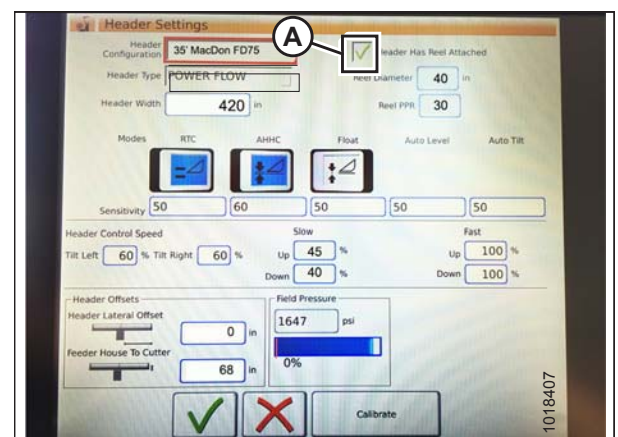 Header Settings
A
Header Configuration 35' MacDon FD75
Header Has Reel Attached
Header Type POWER FLOW
Reel Diameter 40 in
Header Width 420 in
Reel PPR 30
Modes RTC AHHC Float Auto Level Auto Tilt
Sensitivity 50 60 50 50 50
Header Control Speed Slow Fast
Tilt Left 60 % Tilt Right 60 % Up 45 % Up 100 %
Down 40 % Down 100 %
Header Offsets Field Pressure
Header Lateral Offset
0 in
1647 psi
Feeder House To Cutter
68 in
0%
Calibrate
1018407